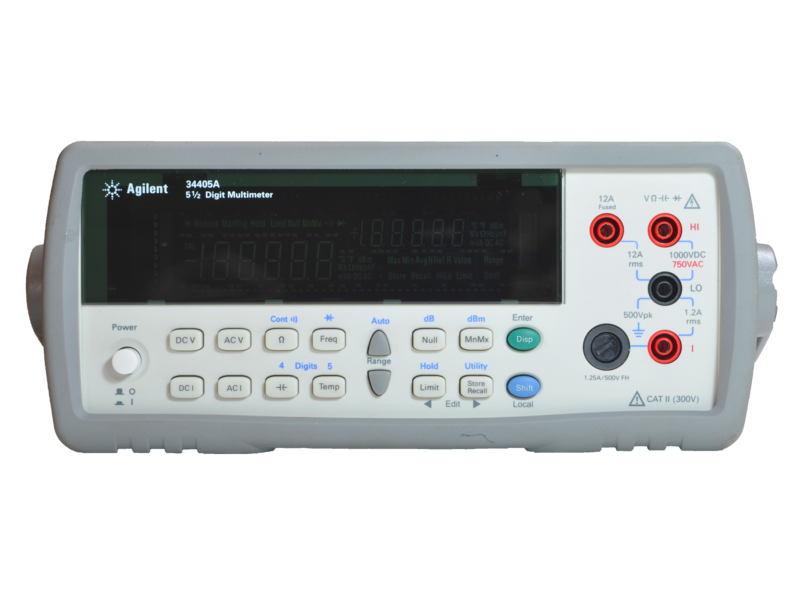 Agilent
34405A
5 ½ Digit Multimeter
12A
Fused
V Ω
HI
12A
rms
1000VDC
750VAC
LO
500Vpk
1.2A
rms
I
1.25A/500V FH
CAT II (300V)
Power
O
I
Cont
Auto
dB
dBm
Enter
DC V
AC V
Ω
Freq
Null
MnMx
Disp
Range
4 Digits 5
Hold
Utility
DC I
AC I
Temp
Limit
Store
Recall
Shift
Edit
Local